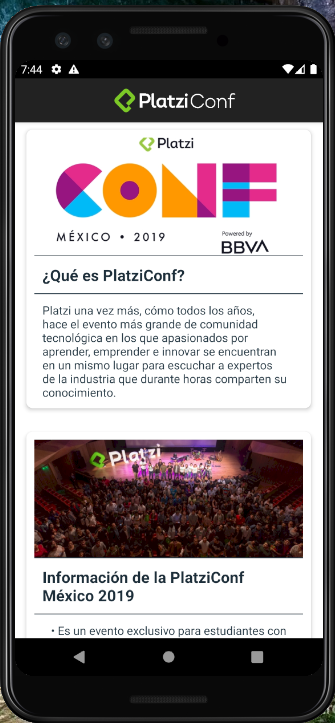 7:44
PlatziConf
Platzi
CONF
MÉXICO • 2019
Powered by
BBVA
¿Qué es PlatziConf?
Platzi una vez más, cómo todos los años,
hace el evento más grande de comunidad
tecnológica en los que apasionados por
aprender, emprender e innovar se encuentran
en un mismo lugar para escuchar a expertos
de la industria que durante horas comparten su
conocimiento.
Platzi
Información de la PlatziConf
México 2019
• Es un evento exclusivo para estudiantes con